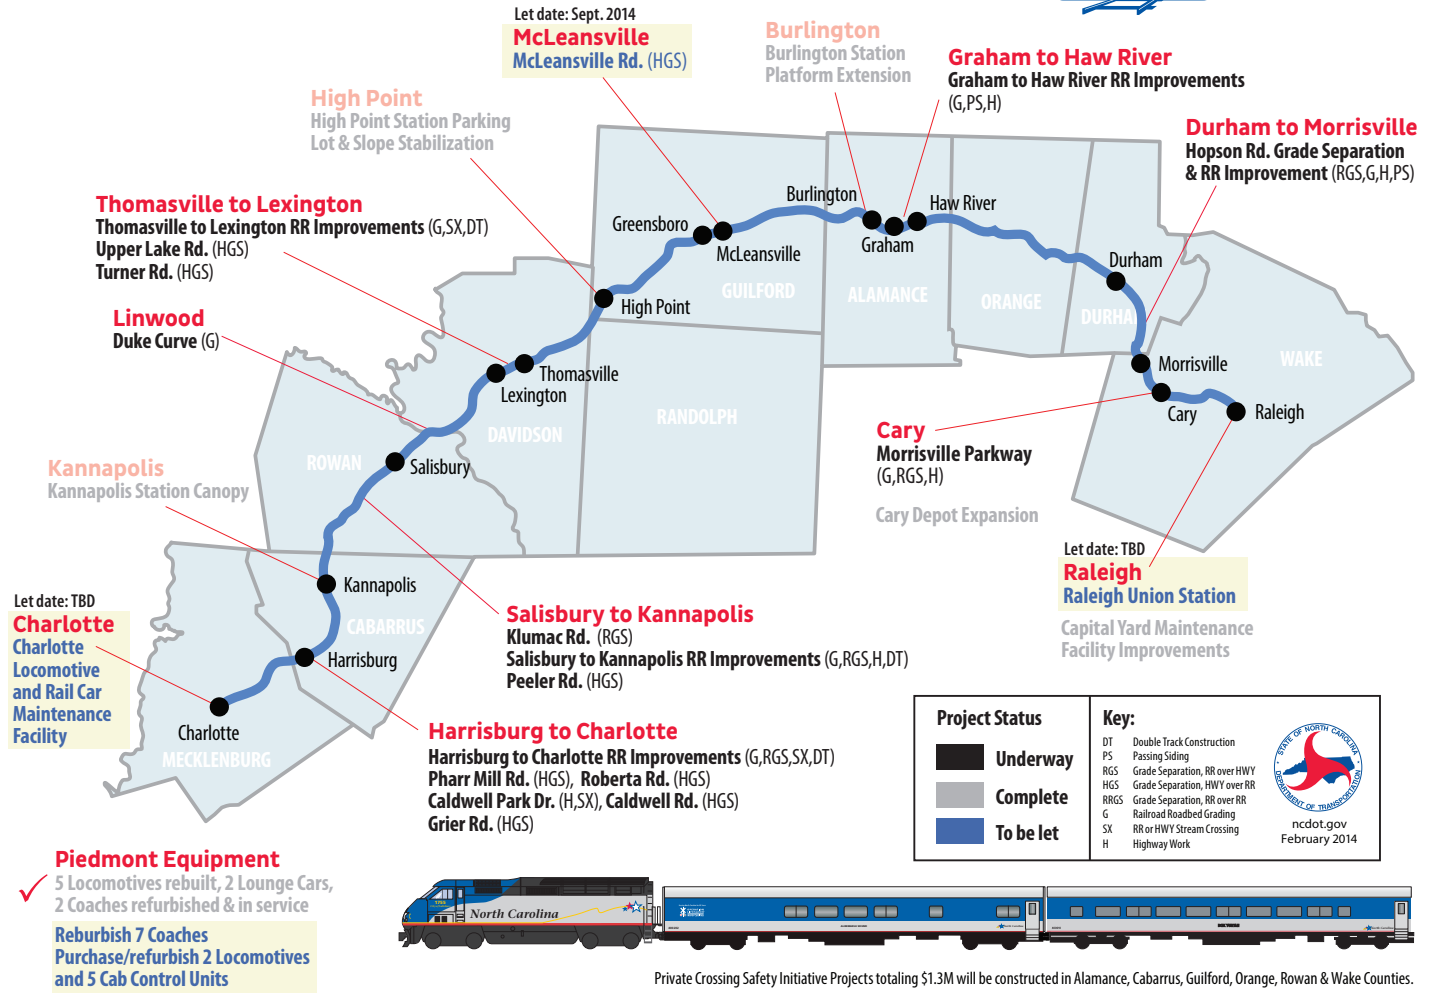 Let date: Sept. 2014
McLeansville
McLeansville Rd. (HGS)
Burlington
Burlington Station
Platform Extension
Graham to Haw River
Graham to Haw River RR Improvements
(G,PS,H)
High Point
High Point Station Parking
Lot & Slope Stabilization
Durham to Morrisville
Hopson Rd. Grade Separation
& RR Improvement (RGS,G,H,PS)
Thomasville to Lexington
Thomasville to Lexington RR Improvements (G,SX,DT)
Upper Lake Rd. (HGS)
Turner Rd. (HGS)
Linwood
Duke Curve (G)
Greensboro
McLeansville
Burlington
Graham
Haw River
Durham
High Point
GUILFORD
ALAMANCE
ORANGE
DURHA
WAKE
Thomasville
Lexington
Morrisville
Cary
Raleigh
RANDOLPH
DAVIDSON
ROWAN
Salisbury
Cary
Morrisville Parkway
(G,RGS,H)
Cary Depot Expansion
Kannapolis
Kannapolis Station Canopy
Let date: TBD
Raleigh
Raleigh Union Station
Capital Yard Maintenance
Facility Improvements
Kannapolis
CABARRUS
Harrisburg
Charlotte
MECKLENBURG
Let date: TBD
Charlotte
Charlotte
Locomotive
and Rail Car
Maintenance
Facility
Salisbury to Kannapolis
Klumac Rd. (RGS)
Salisbury to Kannapolis RR Improvements (G,RGS,H,DT)
Peeler Rd. (HGS)
Harrisburg to Charlotte
Harrisburg to Charlotte RR Improvements (G,RGS,SX,DT)
Pharr Mill Rd. (HGS), Roberta Rd. (HGS)
Caldwell Park Dr. (H,SX), Caldwell Rd. (HGS)
Grier Rd. (HGS)
Project Status
Underway
Complete
To be let
Key:
DT Double Track Construction
PS Passing Siding
RGS Grade Separation, RR over HWY
HGS Grade Separation, HWY over RR
RRGS Grade Separation, RR over RR
G Railroad Roadbed Grading
SX RR or HWY Stream Crossing
H Highway Work
STATE OF NORTH CAROLINA
DEPARTMENT OF TRANSPORTATION
ncdot.gov
February 2014
Piedmont Equipment
5 Locomotives rebuilt, 2 Lounge Cars,
2 Coaches refurbished & in service
Reburbish 7 Coaches
Purchase/refurbish 2 Locomotives
and 5 Cab Control Units
North Carolina
Private Crossing Safety Initiative Projects totaling $1.3M will be constructed in Alamance, Cabarrus, Guilford, Orange, Rowan & Wake Counties.